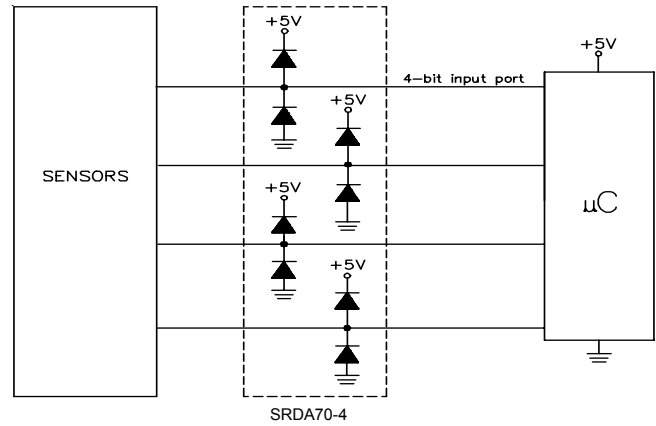 +5V
+5V
4-bit input port
+5V
SENSORS
+5V
µC
+5V
SRDA70-4